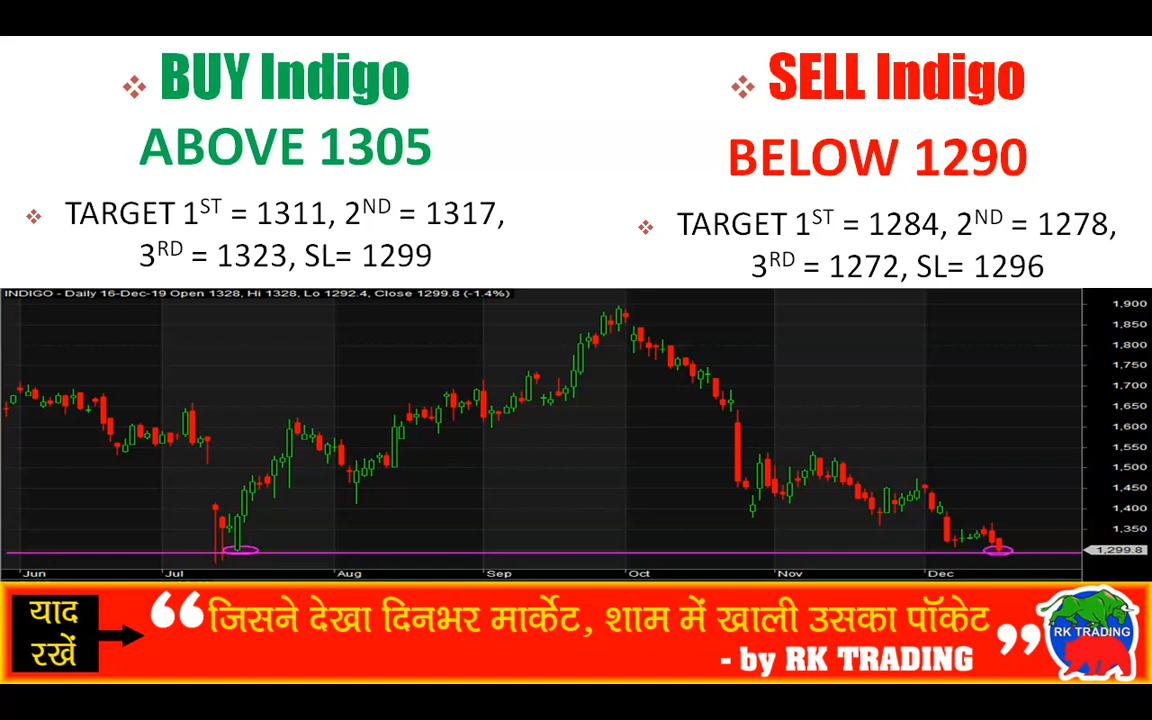 ❖ BUY Indigo
ABOVE 1305
❖ TARGET 1ST = 1311, 2ND = 1317,
3RD = 1323, SL= 1299
❖ SELL Indigo
BELOW 1290
❖ TARGET 1ST = 1284, 2ND = 1278,
3RD = 1272, SL= 1296
INDIGO - Daily 16-Dec-19 Open 1328, Hi 1328, Lo 1292.4, Close 1299.8 (-1.4%)
1,900
1,850
1,800
1,750
1,700
1,650
1,600
1,550
1,500
1,450
1,400
1,350
1,299.8
Jun Jul Aug Sep Oct Nov Dec
याद
रखें
“जिसने देखा दिनभर मार्केट, शाम में खाली उसका पॉकेट”
- by RK TRADING
RK TRADING